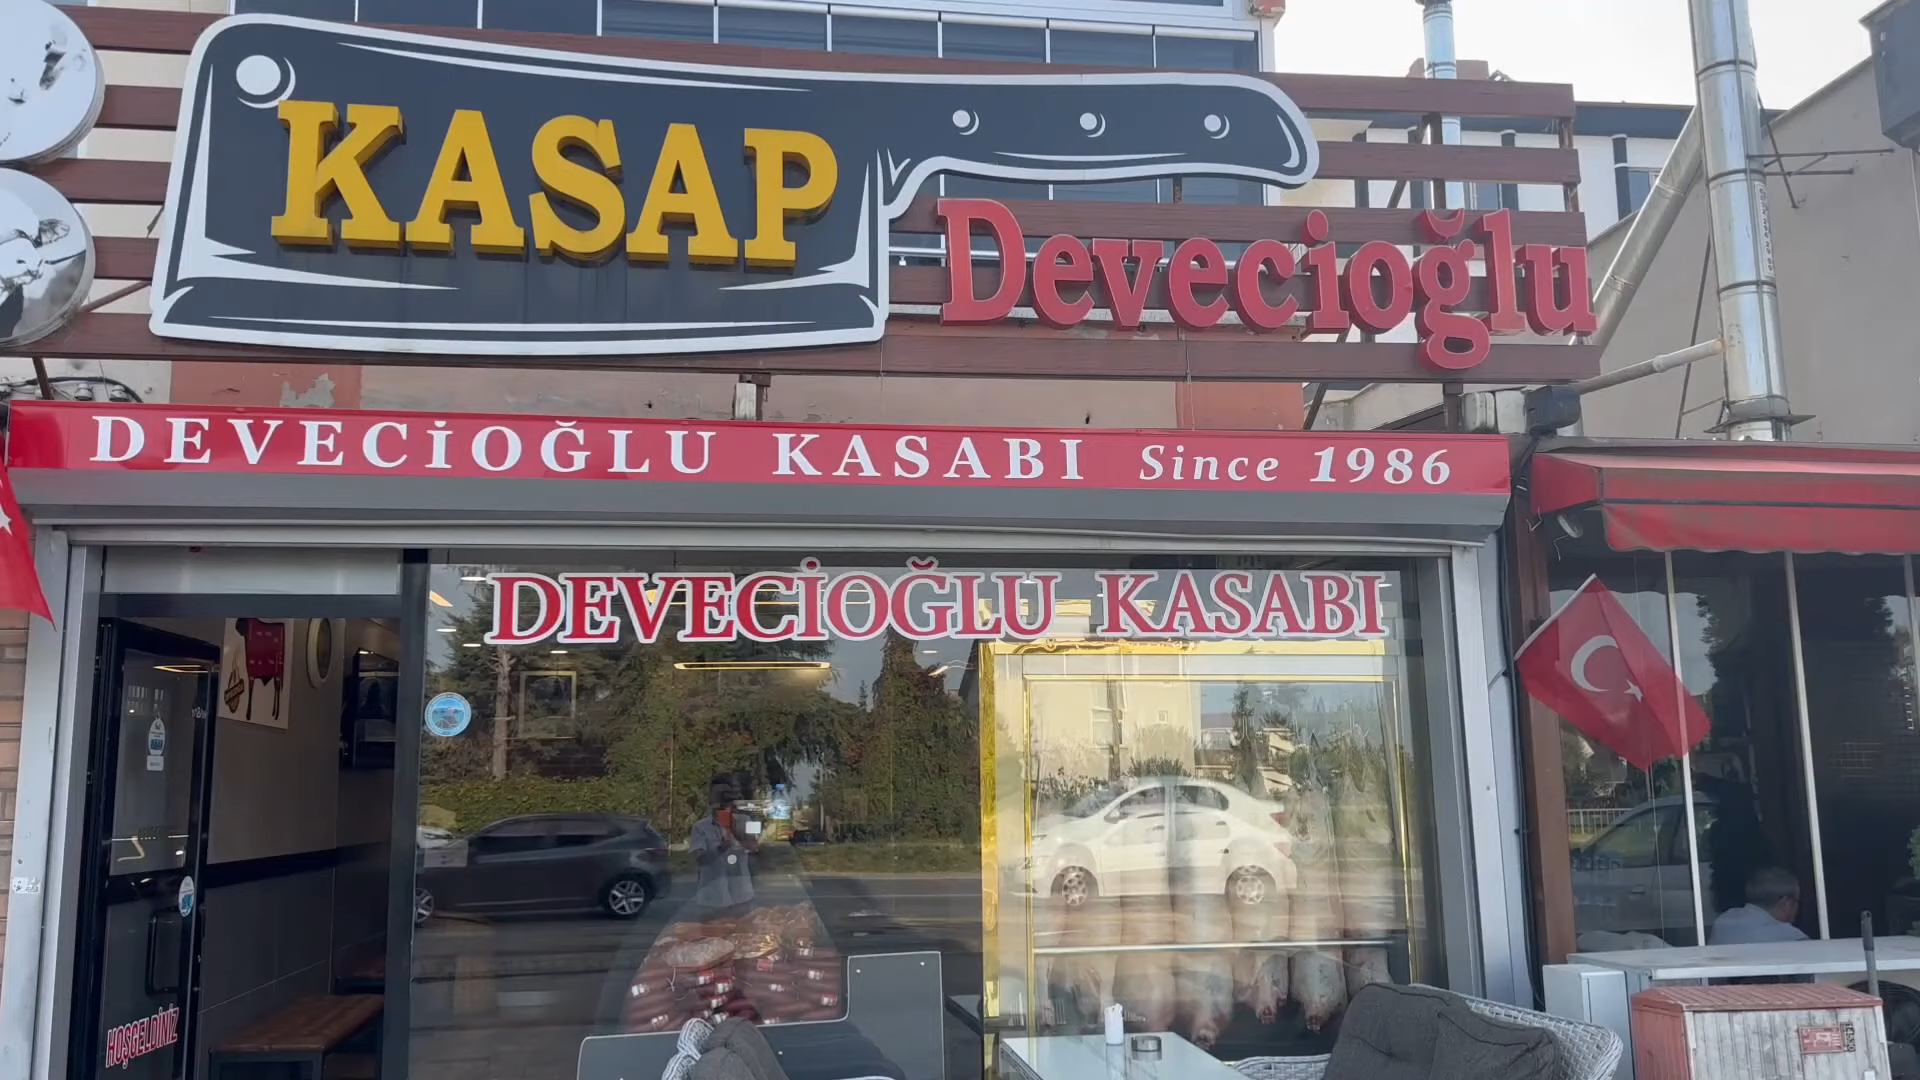 KASAP
Devecioğlu
DEVECİOĞLU KASABI Since 1986
DEVECİOĞLU KASABI
HOŞGELDİNİZ